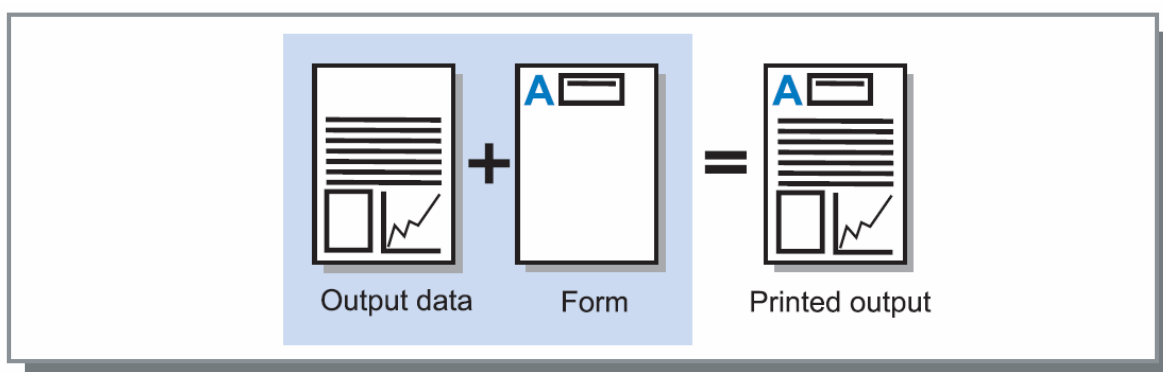 A A
+ =
Output data Form Printed output